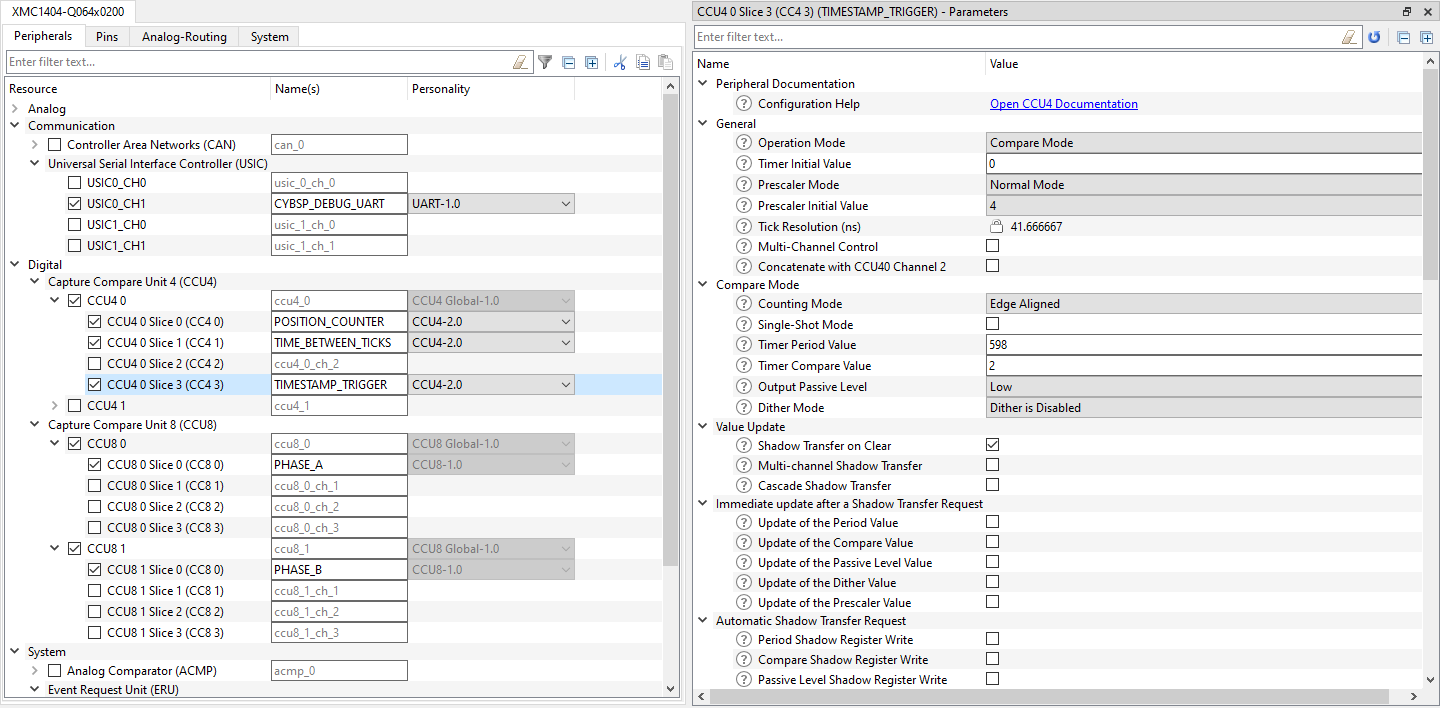 XMC1404-Q064x0200
Peripherals Pins Analog-Routing System
Enter filter text...
Resource Name(s) Personality
Analog
Communication
Controller Area Networks (CAN) can_0
Universal Serial Interface Controller (USIC)
USIC0_CH0 usic_0_ch_0
USIC0_CH1 CYBSP_DEBUG_UART UART-1.0
USIC1_CH0 usic_1_ch_0
USIC1_CH1 usic_1_ch_1
Digital
Capture Compare Unit 4 (CCU4)
CCU4 0 ccu4_0 CCU4 Global-1.0
CCU4 0 Slice 0 (CC4 0) POSITION_COUNTER CCU4-2.0
CCU4 0 Slice 1 (CC4 1) TIME_BETWEEN_TICKS CCU4-2.0
CCU4 0 Slice 2 (CC4 2) ccu4_0_ch_2
CCU4 0 Slice 3 (CC4 3) TIMESTAMP_TRIGGER CCU4-2.0
CCU4 1 ccu4_1
Capture Compare Unit 8 (CCU8)
CCU8 0 ccu8_0 CCU8 Global-1.0
CCU8 0 Slice 0 (CC8 0) PHASE_A CCU8-1.0
CCU8 0 Slice 1 (CC8 1) ccu8_0_ch_1
CCU8 0 Slice 2 (CC8 2) ccu8_0_ch_2
CCU8 0 Slice 3 (CC8 3) ccu8_0_ch_3
CCU8 1 ccu8_1 CCU8 Global-1.0
CCU8 1 Slice 0 (CC8 0) PHASE_B CCU8-1.0
CCU8 1 Slice 1 (CC8 1) ccu8_1_ch_1
CCU8 1 Slice 2 (CC8 2) ccu8_1_ch_2
CCU8 1 Slice 3 (CC8 3) ccu8_1_ch_3
System
Analog Comparator (ACMP) acmp_0
Event Request Unit (ERU)
CCU4 0 Slice 3 (CC4 3) (TIMESTAMP_TRIGGER) - Parameters
Enter filter text...
Name Value
Peripheral Documentation
Configuration Help Open CCU4 Documentation
General
Operation Mode Compare Mode
Timer Initial Value 0
Prescaler Mode Normal Mode
Prescaler Initial Value 4
Tick Resolution (ns) 41.666667
Multi-Channel Control
Concatenate with CCU40 Channel 2
Compare Mode
Counting Mode Edge Aligned
Single-Shot Mode
Timer Period Value 598
Timer Compare Value 2
Output Passive Level Low
Dither Mode Dither is Disabled
Value Update
Shadow Transfer on Clear
Multi-channel Shadow Transfer
Cascade Shadow Transfer
Immediate update after a Shadow Transfer Request
Update of the Period Value
Update of the Compare Value
Update of the Passive Level Value
Update of the Dither Value
Update of the Prescaler Value
Automatic Shadow Transfer Request
Period Shadow Register Write
Compare Shadow Register Write
Passive Level Shadow Register Write